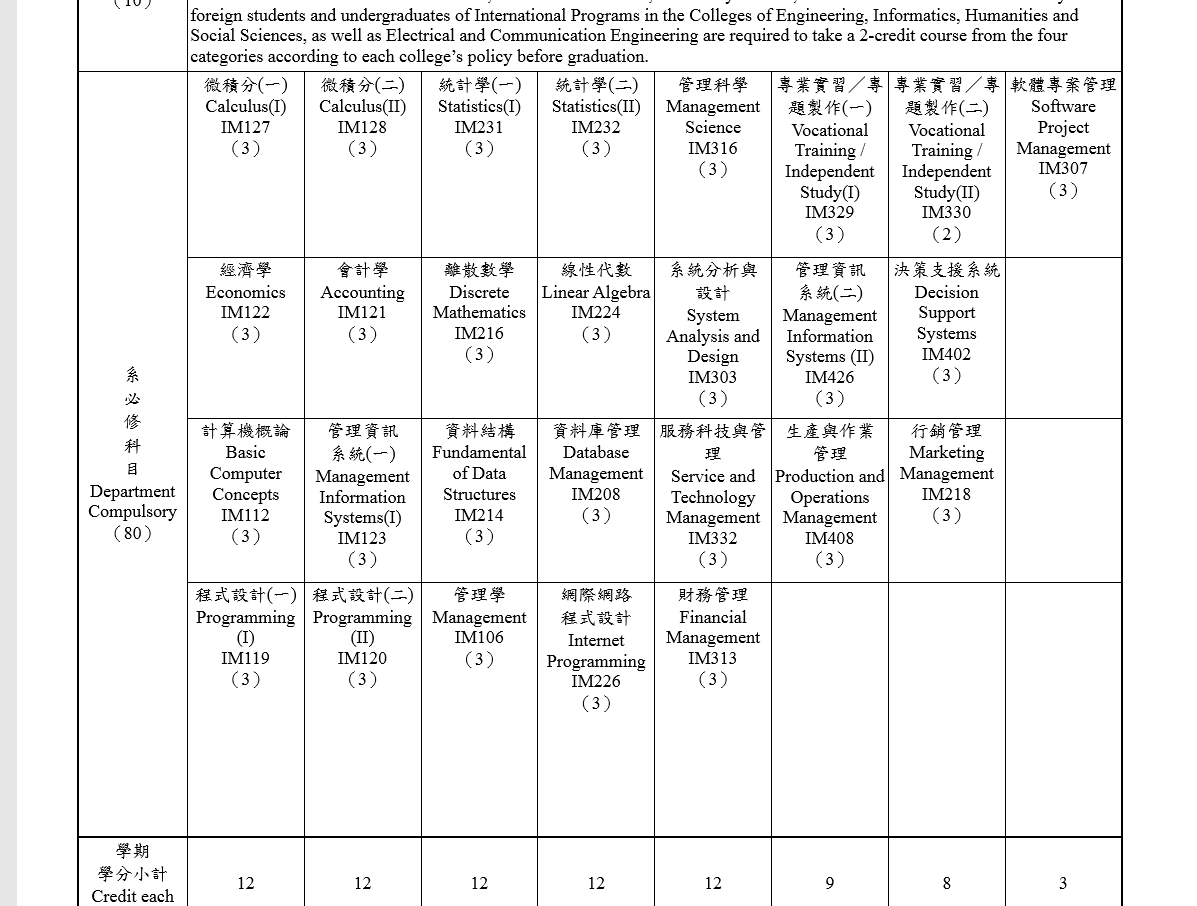 (10)
foreign students and undergraduates of International Programs in the Colleges of Engineering, Informatics, Humanities and
Social Sciences, as well as Electrical and Communication Engineering are required to take a 2-credit course from the four
categories according to each college's policy before graduation.
系
必
修
科
目
Department
Compulsory
(80)
微積分(一)
Calculus(I)
IM127
(3)
微積分(二)
Calculus(II)
IM128
(3)
統計學(一)
Statistics(I)
IM231
(3)
統計學(二)
Statistics(II)
IM232
(3)
管理科學
Management
Science
IM316
(3)
專業實習／專
題製作(一)
Vocational
Training /
Independent
Study(I)
IM329
(3)
專業實習／專
題製作(二)
Vocational
Training /
Independent
Study(II)
IM330
(2)
軟體專案管理
Software
Project
Management
IM307
(3)
經濟學
Economics
IM122
(3)
會計學
Accounting
IM121
(3)
離散數學
Discrete
Mathematics
IM216
(3)
線性代數
Linear Algebra
IM224
(3)
系統分析與
設計
System
Analysis and
Design
IM303
(3)
管理資訊
系統(二)
Management
Information
Systems (II)
IM426
(3)
決策支援系統
Decision
Support
Systems
IM402
(3)
計算機概論
Basic
Computer
Concepts
IM112
(3)
管理資訊
系統(一)
Management
Information
Systems(I)
IM123
(3)
資料結構
Fundamental
of Data
Structures
IM214
(3)
資料庫管理
Database
Management
IM208
(3)
服務科技與管
理
Service and
Technology
Management
IM332
(3)
生產與作業
管理
Production and
Operations
Management
IM408
(3)
行銷管理
Marketing
Management
IM218
(3)
程式設計(一)
Programming
(I)
IM119
(3)
程式設計(二)
Programming
(II)
IM120
(3)
管理學
Management
IM106
(3)
網際網路
程式設計
Internet
Programming
IM226
(3)
財務管理
Financial
Management
IM313
(3)
學期
學分小計
Credit each
12
12
12
12
12
9
8
3